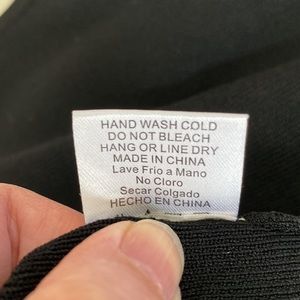 HAND WASH COLD
DO NOT BLEACH
HANG OR LINE DRY
MADE IN CHINA
Lave Frio a Mano
No Cloro
Secar Colgado
HECHO EN CHINA